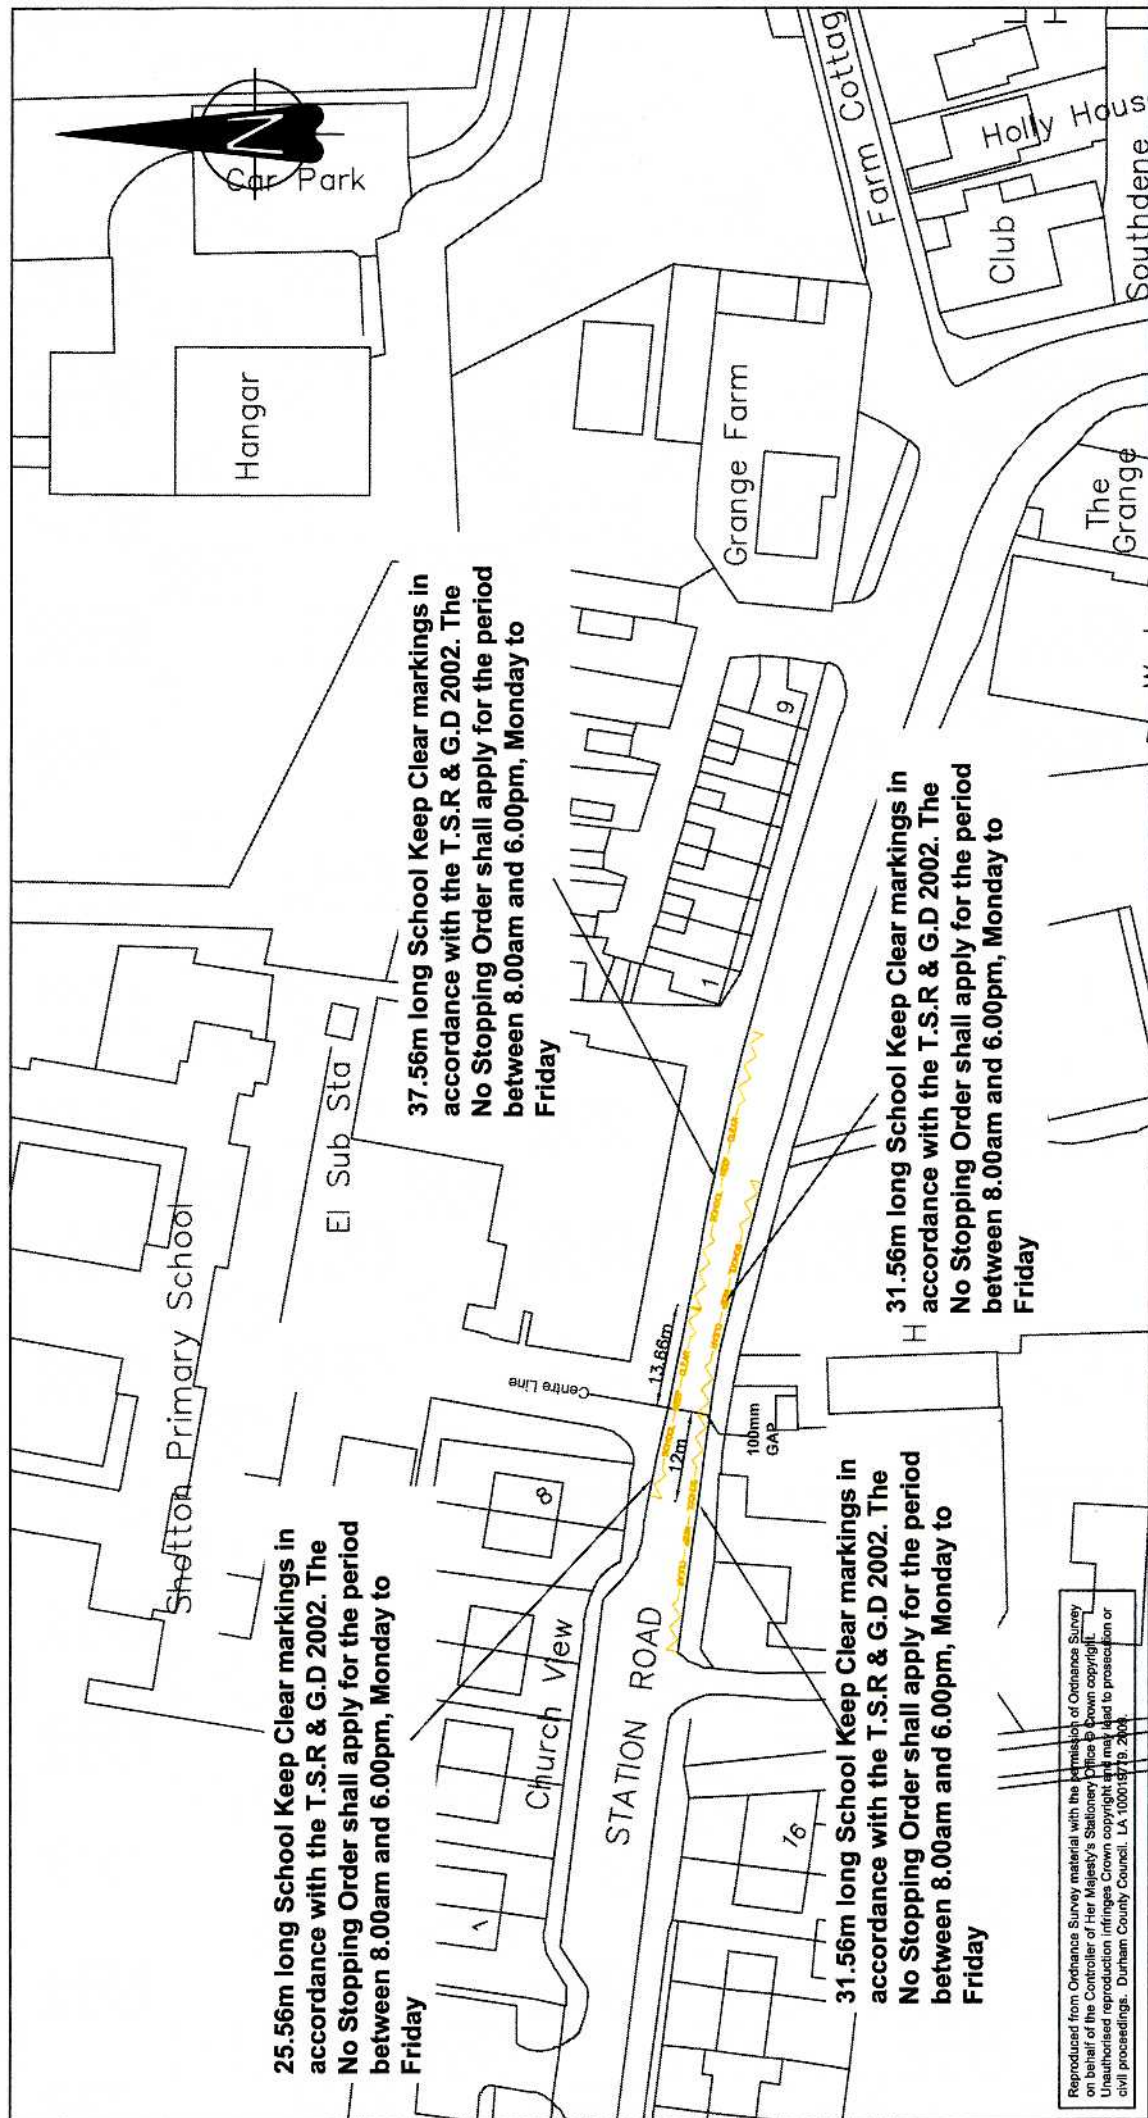 N
Car Park
Hangar
Farm Cottag
Holly Hous
Club
Southdene
Grange Farm
The
Grange
37.56m long School Keep Clear markings in
accordance with the T.S.R & G.D 2002. The
No Stopping Order shall apply for the period
between 8.00am and 6.00pm, Monday to
Friday
9
1
31.56m long School Keep Clear markings in
accordance with the T.S.R & G.D 2002. The
No Stopping Order shall apply for the period
between 8.00am and 6.00pm, Monday to
Friday
Shotton Primary School
El Sub Sta
SCHOOL KEEP CLEAR
SCHOOL KEEP CLEAR
13.66m
Centre Line
12m
100mm
GAP
H
8
25.56m long School Keep Clear markings in
accordance with the T.S.R & G.D 2002. The
No Stopping Order shall apply for the period
between 8.00am and 6.00pm, Monday to
Friday
Church View
STATION ROAD
16
31.56m long School Keep Clear markings in
accordance with the T.S.R & G.D 2002. The
No Stopping Order shall apply for the period
between 8.00am and 6.00pm, Monday to
Friday
Reproduced from Ordnance Survey material with the permission of Ordnance Survey
on behalf of the Controller of Her Majesty's Stationery Office © Crown copyright.
Unauthorised reproduction infringes Crown copyright and may lead to prosecution or
civil proceedings. Durham County Council. LA 100019779. 2009.